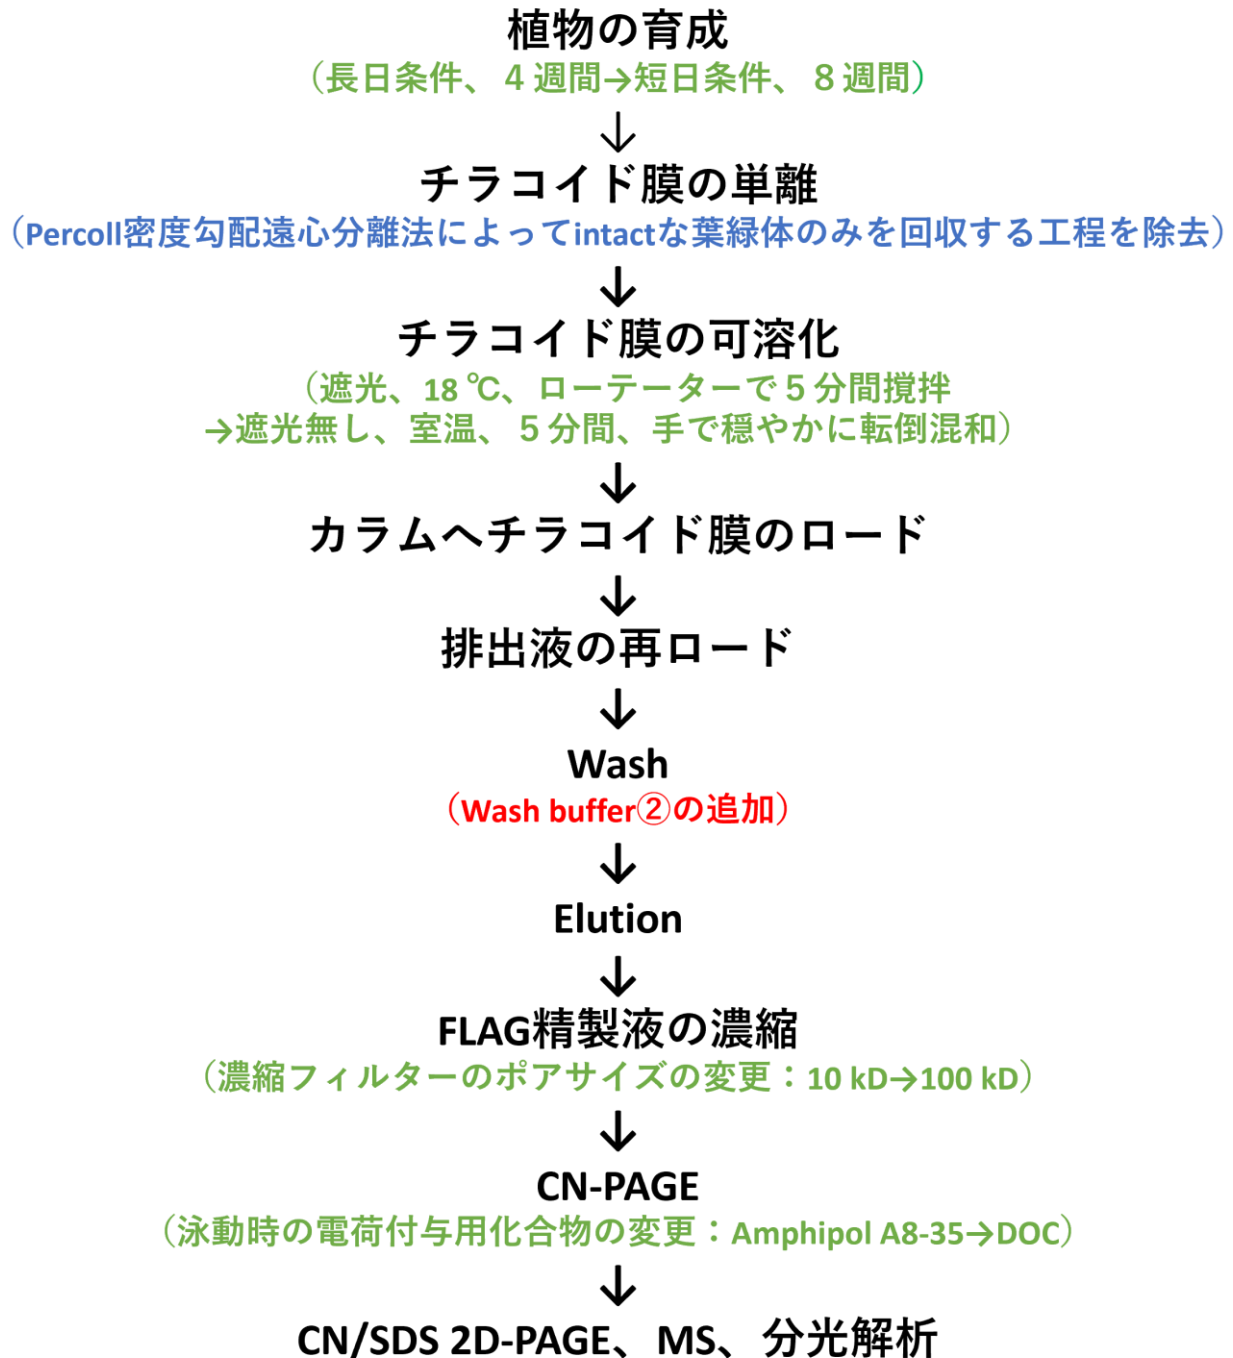 植物の育成
（長日条件、４週間→短日条件、８週間）
↓
チラコイド膜の単離
（Percoll密度勾配遠心分離法によってintactな葉緑体のみを回収する工程を除去）
↓
チラコイド膜の可溶化
（遮光、18 ℃、ローテーターで５分間撹拌
→遮光無し、室温、５分間、手で穏やかに転倒混和）
↓
カラムへチラコイド膜のロード
↓
排出液の再ロード
↓
Wash
（Wash buffer②の追加）
↓
Elution
↓
FLAG精製液の濃縮
（濃縮フィルターのポアサイズの変更：10 kD→100 kD）
↓
CN-PAGE
（泳動時の電荷付与用化合物の変更：Amphipol A8-35→DOC）
↓
CN/SDS 2D-PAGE、MS、分光解析